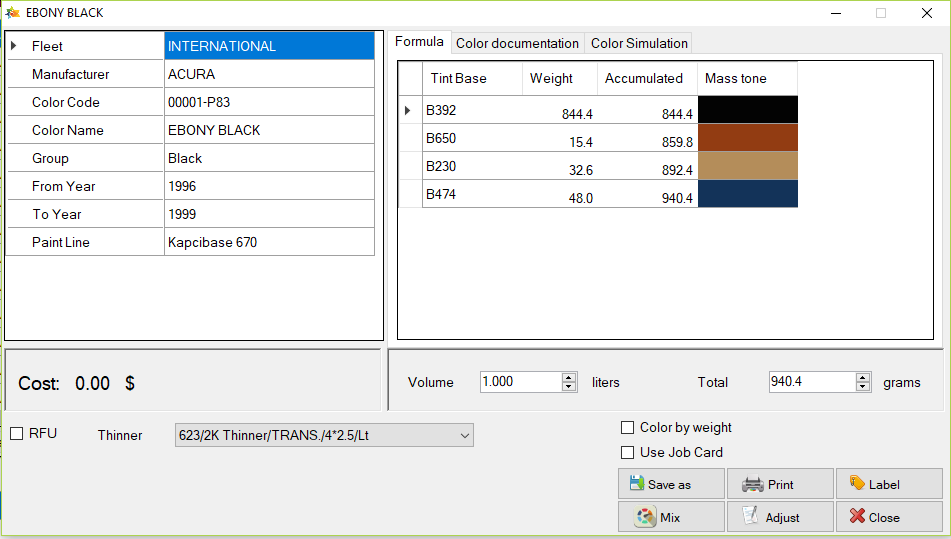 EBONY BLACK
Fleet INTERNATIONAL
Manufacturer ACURA
Color Code 00001-P83
Color Name EBONY BLACK
Group Black
From Year 1996
To Year 1999
Paint Line Kapcibase 670
Formula Color documentation Color Simulation
Tint Base Weight Accumulated Mass tone
B392 844.4 844.4
B650 15.4 859.8
B230 32.6 892.4
B474 48.0 940.4
Cost: 0.00 $
Volume 1.000 liters Total 940.4 grams
RFU Thinner 623/2K Thinner/TRANS./4*2.5/Lt
Color by weight
Use Job Card
Save as Print Label
Mix Adjust Close